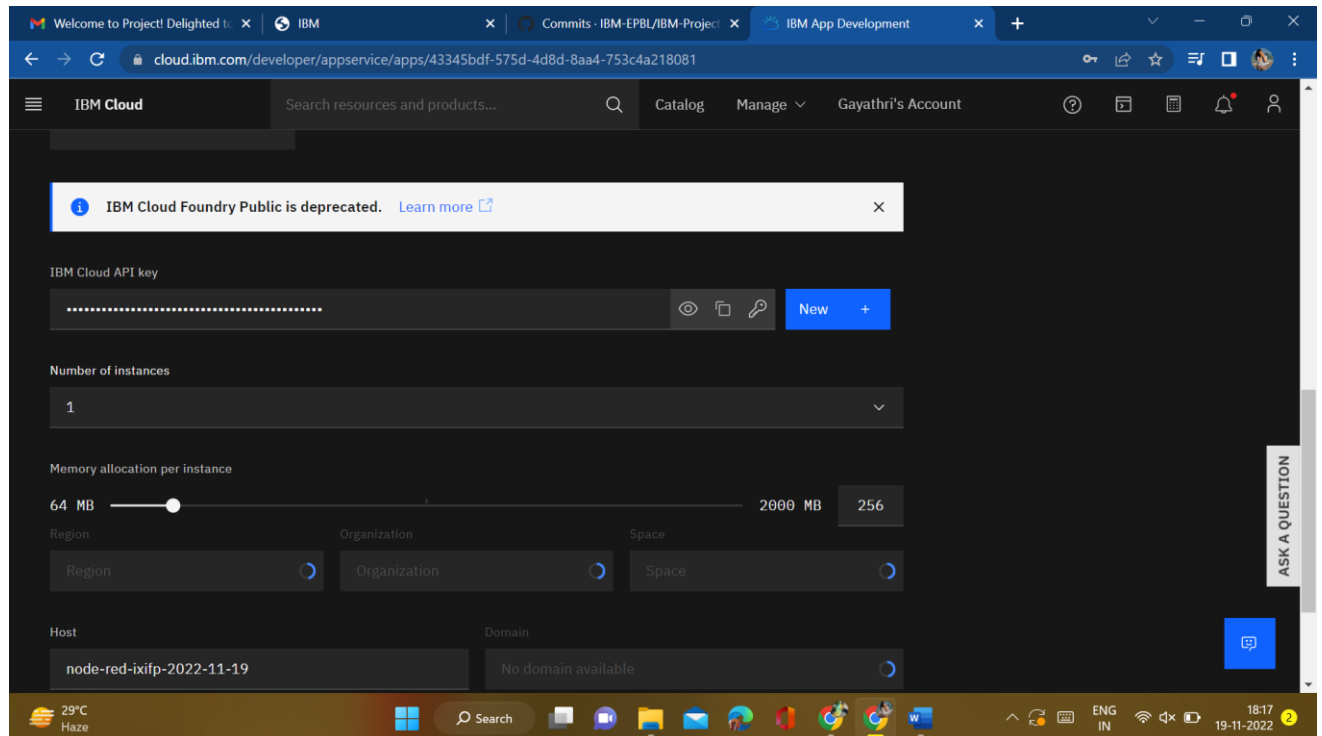 Welcome to Project! Delighted to
IBM
Commits · IBM-EPBL/IBM-Project
IBM App Development
cloud.ibm.com/developer/appservice/apps/43345bdf-575d-4d8d-8aa4-753c4a218081
IBM Cloud
Search resources and products...
Catalog
Manage
Gayathri's Account
IBM Cloud Foundry Public is deprecated. Learn more
IBM Cloud API key
New +
Number of instances
1
Memory allocation per instance
64 MB
2000 MB
256
Region
Organization
Space
Region
Organization
Space
Host
Domain
node-red-ixifp-2022-11-19
No domain available
ASK A QUESTION
29°C
Haze
Search
ENG
IN
18:17
19-11-2022
2